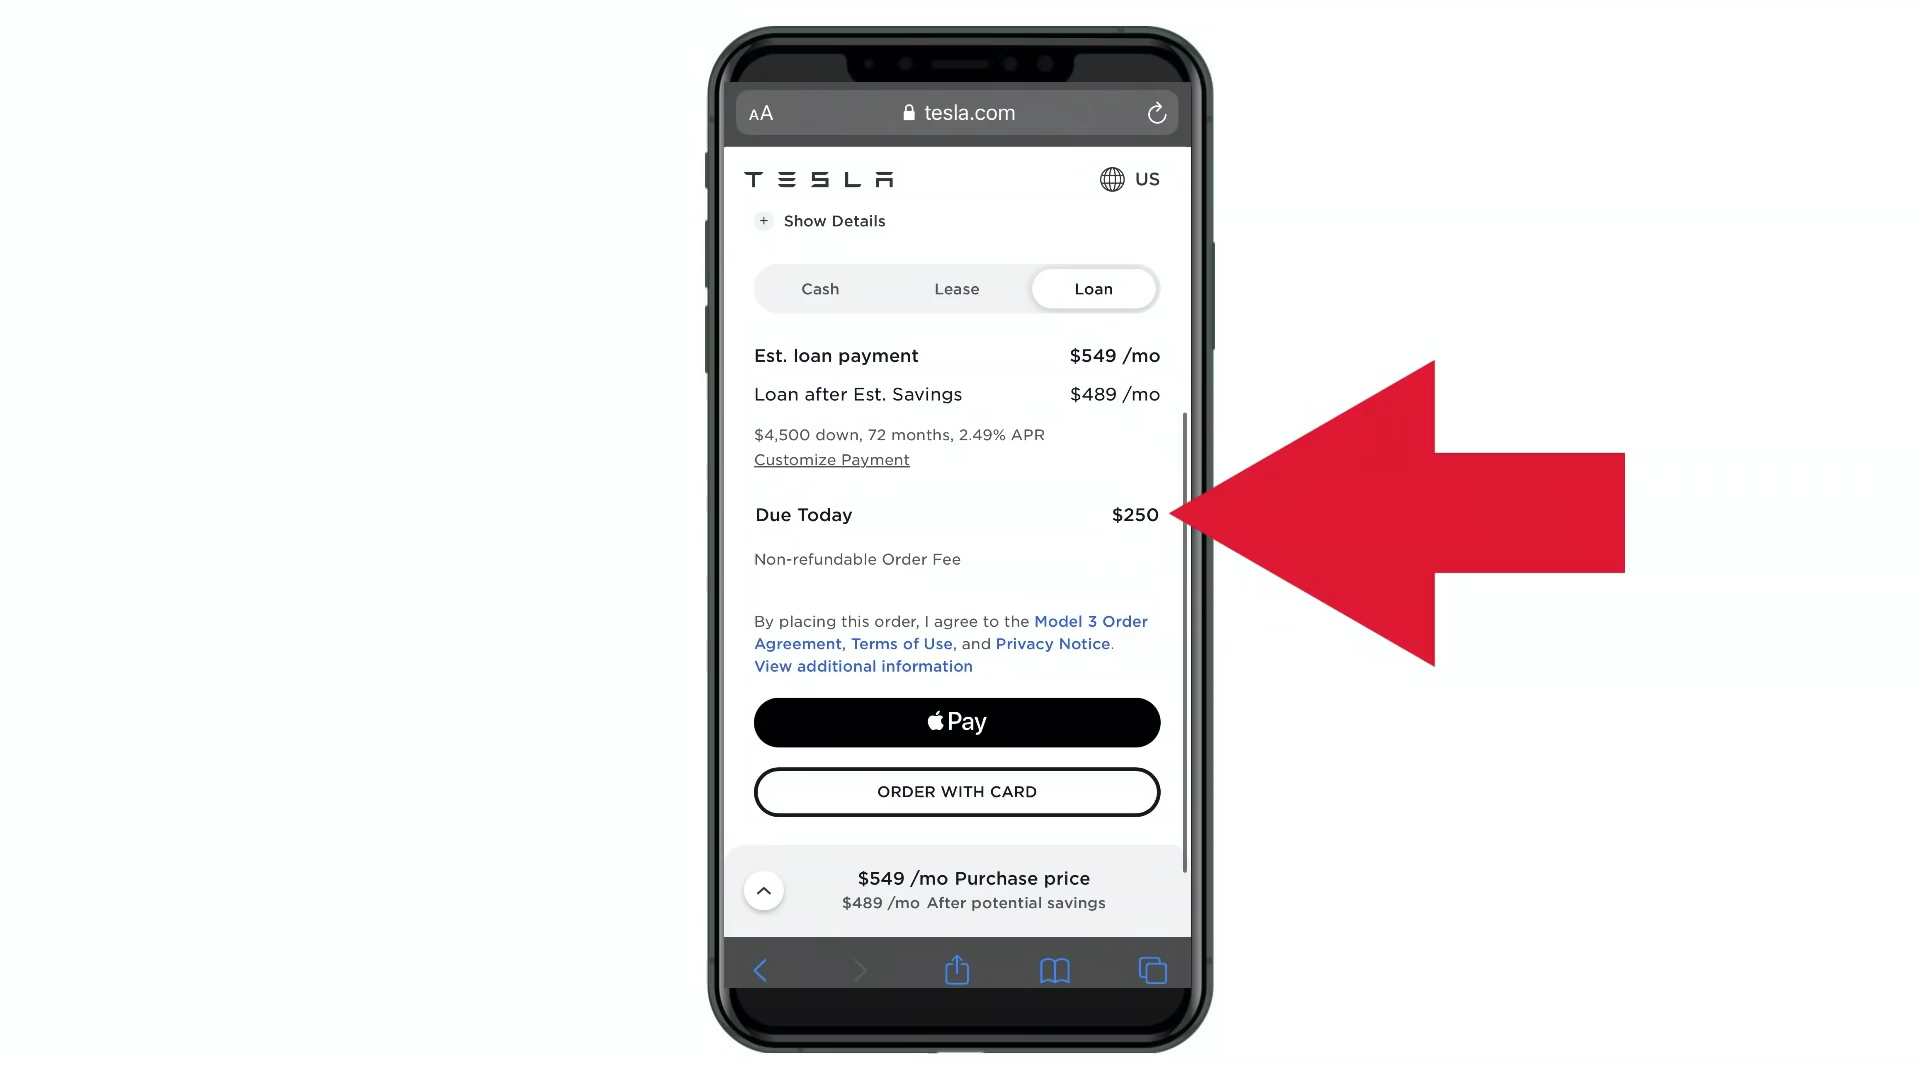 AA tesla.com
TESLA US
+ Show Details
Cash Lease Loan
Est. loan payment $549 /mo
Loan after Est. Savings $489 /mo
$4,500 down, 72 months, 2.49% APR
Customize Payment
Due Today $250
Non-refundable Order Fee
By placing this order, I agree to the Model 3 Order
Agreement, Terms of Use, and Privacy Notice.
View additional information
Pay
ORDER WITH CARD
$549 /mo Purchase price
$489 /mo After potential savings